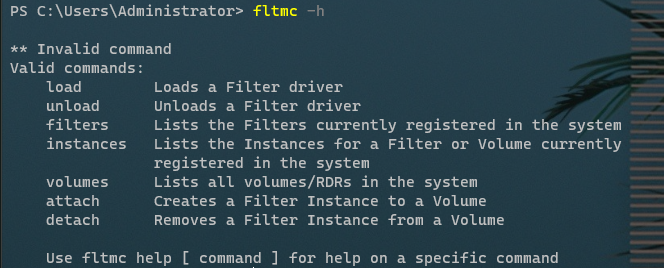 PS C:\Users\Administrator> fltmc -h
** Invalid command
Valid commands:
load Loads a Filter driver
unload Unloads a Filter driver
filters Lists the Filters currently registered in the system
instances Lists the Instances for a Filter or Volume currently
registered in the system
volumes Lists all volumes/RDRs in the system
attach Creates a Filter Instance to a Volume
detach Removes a Filter Instance from a Volume
Use fltmc help [ command ] for help on a specific command